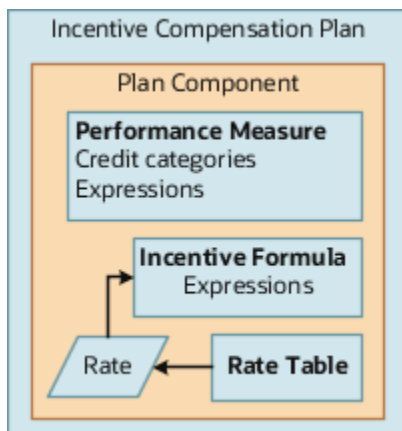 Incentive Compensation Plan
Plan Component
Performance Measure
Credit categories
Expressions
Incentive Formula
Expressions
Rate
Rate Table